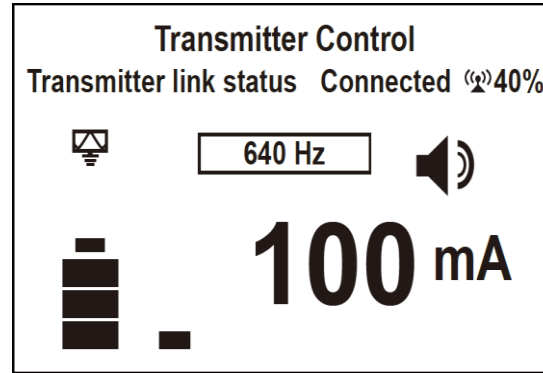 Transmitter Control
Transmitter link status Connected 40%
640 Hz
100 mA